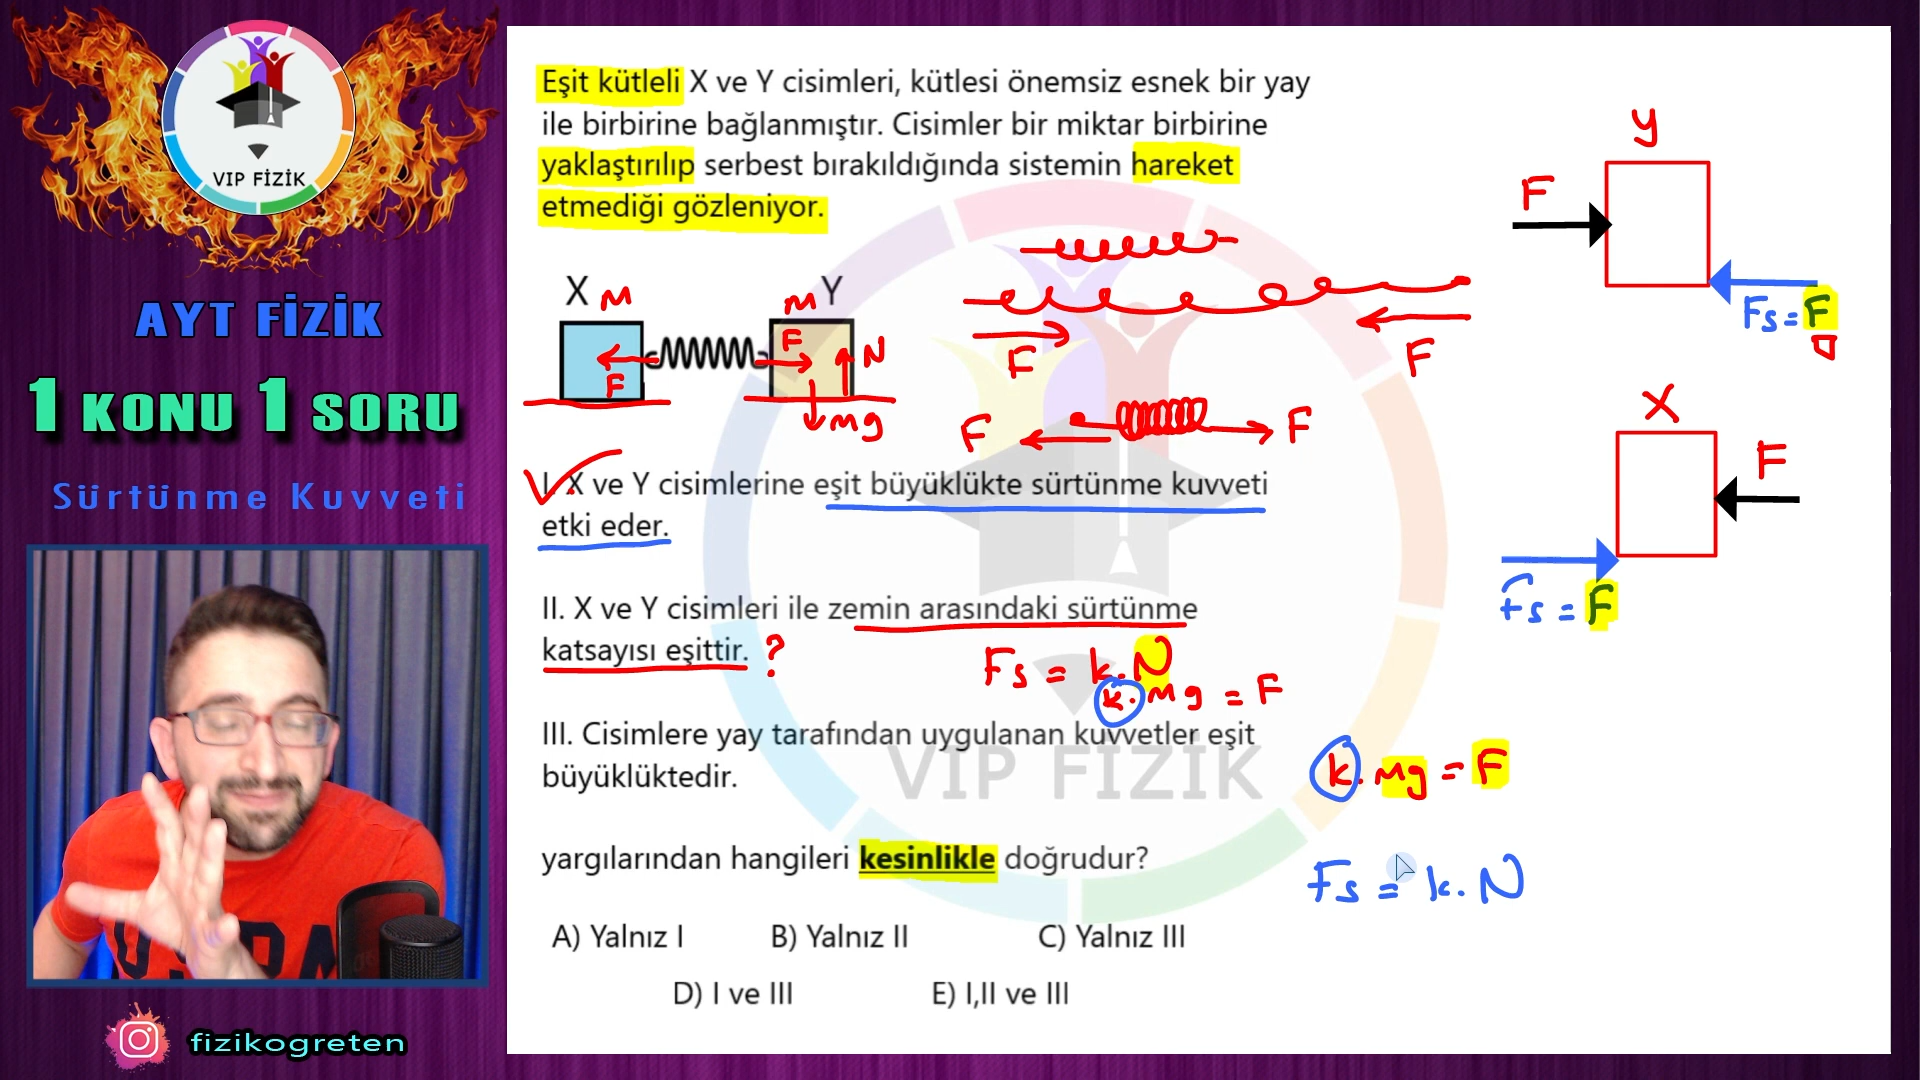 VIP FİZİK
AYT FİZİK
1 KONU 1 SORU
Sürtünme Kuvveti
fizikogreten
Eşit kütleli X ve Y cisimleri, kütlesi önemsiz esnek bir yay
ile birbirine bağlanmıştır. Cisimler bir miktar birbirine
yaklaştırılıp serbest bırakıldığında sistemin hareket
etmediği gözleniyor.
X M
M Y
F
F
N
mg
F
F
F
F
I. X ve Y cisimlerine eşit büyüklükte sürtünme kuvveti
etki eder.
II. X ve Y cisimleri ile zemin arasındaki sürtünme
katsayısı eşittir. ?
Fs = k.N
k.mg = F
III. Cisimlere yay tarafından uygulanan kuvvetler eşit
büyüklüktedir.
VIP FİZİK
yargılarından hangileri kesinlikle doğrudur?
A) Yalnız I B) Yalnız II C) Yalnız III
D) I ve III E) I,II ve III
y
F
Fs = F
X
F
fs = F
k.mg = F
Fs = k.N